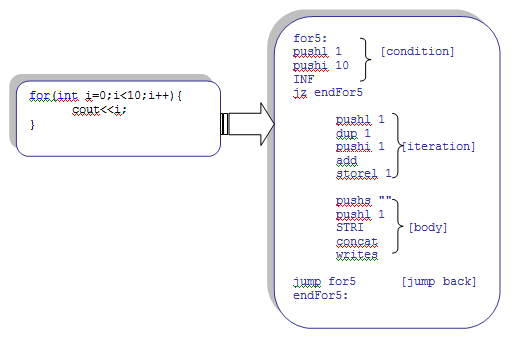 for(int i=0;i<10;i++){
cout<<i;
}
for5:
pushl 1
pushi 10 [condition]
INF
jz endFor5
pushl 1
dup 1
pushi 1 [iteration]
add
storel 1
pushs ""
pushl 1
STRI [body]
concat
writes
jump for5 [jump back]
endFor5: